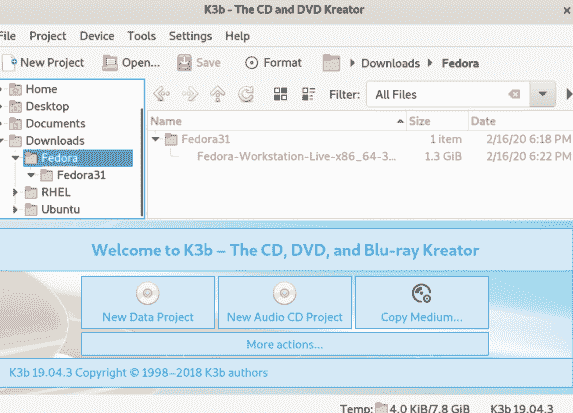 K3b - The CD and DVD Kreator
File Project Device Tools Settings Help
New Project Open... Save Format Downloads Fedora
Filter: All Files
Home
Desktop
Documents
Downloads
Fedora
Fedora31
RHEL
Ubuntu
Name Size Date
Fedora31 1 item 2/16/20 6:18 PM
Fedora-Workstation-Live-x86_64-3... 1.3 GiB 2/16/20 6:22 PM
Welcome to K3b – The CD, DVD, and Blu-ray Kreator
New Data Project New Audio CD Project Copy Medium...
More actions...
K3b 19.04.3 Copyright © 1998–2018 K3b authors
Temp: 4.0 KiB/7.8 GiB K3b 19.04.3